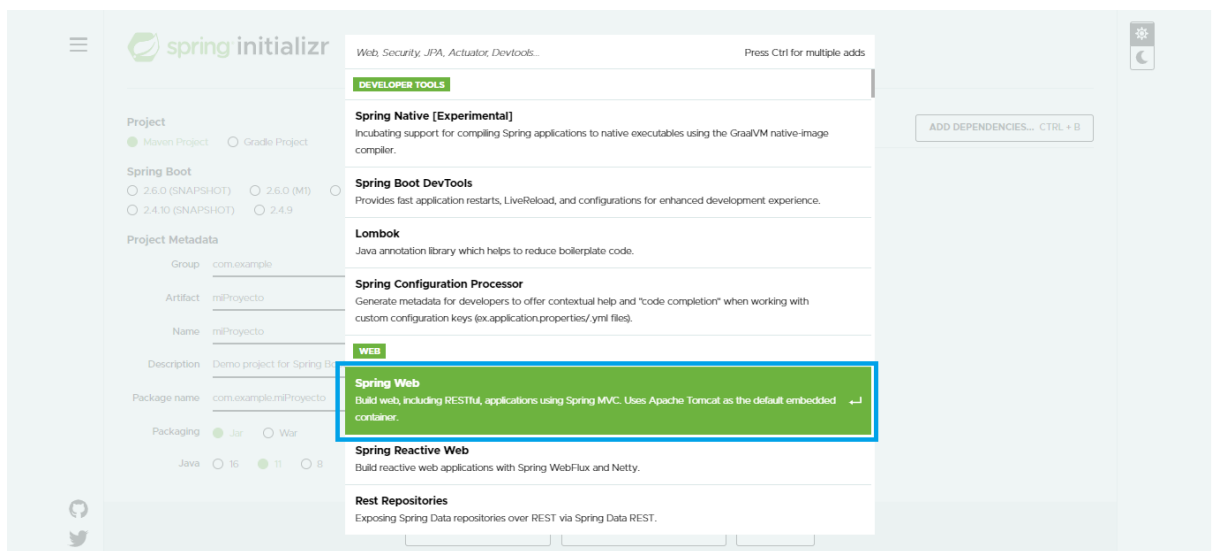 spring initializr
Web, Security, JPA, Actuator, Devtools...
Press Ctrl for multiple adds
DEVELOPER TOOLS
Spring Native [Experimental]
Incubating support for compiling Spring applications to native executables using the GraalVM native-image
compiler.
Spring Boot DevTools
Provides fast application restarts, LiveReload, and configurations for enhanced development experience.
Lombok
Java annotation library which helps to reduce boilerplate code.
Spring Configuration Processor
Generate metadata for developers to offer contextual help and "code completion" when working with
custom configuration keys (ex.application.properties/.yml files).
WEB
Spring Web
Build web, including RESTful, applications using Spring MVC. Uses Apache Tomcat as the default embedded
container.
Spring Reactive Web
Build reactive web applications with Spring WebFlux and Netty.
Rest Repositories
Exposing Spring Data repositories over REST via Spring Data REST.
Project
Maven Project Gradle Project
Spring Boot
2.6.0 (SNAPSHOT) 2.6.0 (M1)
2.4.10 (SNAPSHOT) 2.4.9
Project Metadata
Group com.example
Artifact miProyecto
Name miProyecto
Description Demo project for Spring
Package name com.example.miProyecto
Packaging Jar War
Java 16 11 8
ADD DEPENDENCIES... CTRL + B